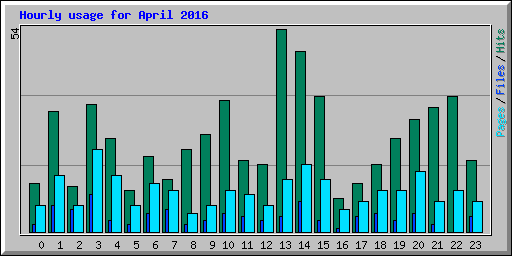 Hourly usage for April 2016
54
Pages/Files/Hits
0 1 2 3 4 5 6 7 8 9 10 11 12 13 14 15 16 17 18 19 20 21 22 23